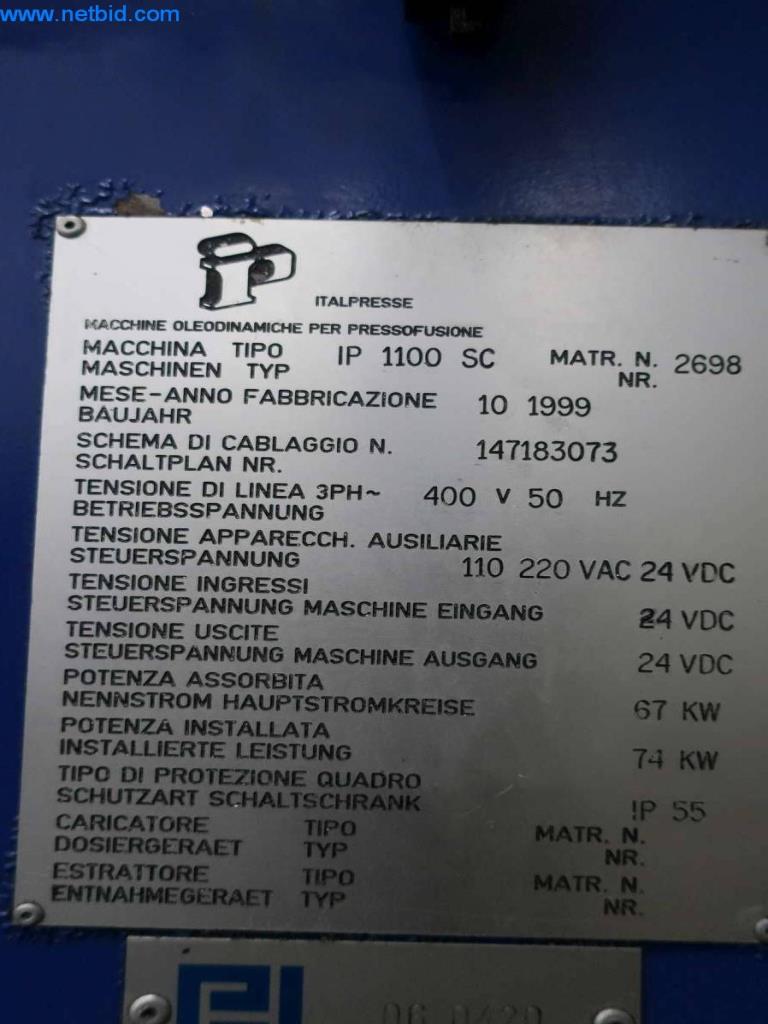 www.netbid.com
ip
ITALPRESSE
MACCHINE OLEODINAMICHE PER PRESSOFUSIONE
MACCHINA TIPO IP 1100 SC MATR. N. 2698
MASCHINEN TYP NR.
MESE-ANNO FABBRICAZIONE 10 1999
BAUJAHR
SCHEMA DI CABLAGGIO N. 147183073
SCHALTPLAN NR.
TENSIONE DI LINEA 3PH~ 400 V 50 HZ
BETRIEBSSPANNUNG
TENSIONE APPARECCH. AUSILIARIE
STEUERSPANNUNG 110 220 VAC 24 VDC
TENSIONE INGRESSI
STEUERSPANNUNG MASCHINE EINGANG 24 VDC
TENSIONE USCITE
STEUERSPANNUNG MASCHINE AUSGANG 24 VDC
POTENZA ASSORBITA
NENNSTROM HAUPTSTROMKREISE 67 KW
POTENZA INSTALLATA
INSTALLIERTE LEISTUNG 74 KW
TIPO DI PROTEZIONE QUADRO
SCHUTZART SCHALTSCHRANK IP 55
CARICATORE TIPO MATR. N.
DOSIERGERAET TYP NR.
ESTRATTORE TIPO MATR. N.
ENTNAHMEGERAET TYP NR.
06 0420